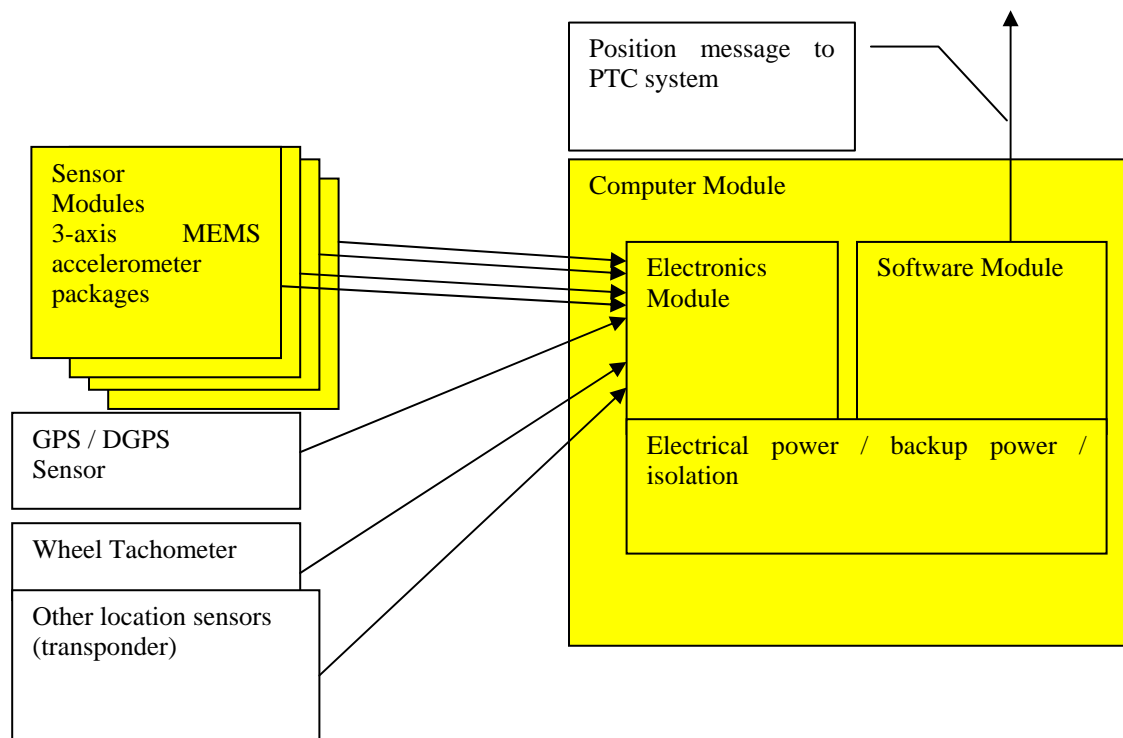 Position message to
PTC system
Sensor
Modules
3-axis MEMS
accelerometer
packages
Computer Module
Electronics
Module
Software Module
GPS / DGPS
Sensor
Electrical power / backup power /
isolation
Wheel Tachometer
Other location sensors
(transponder)